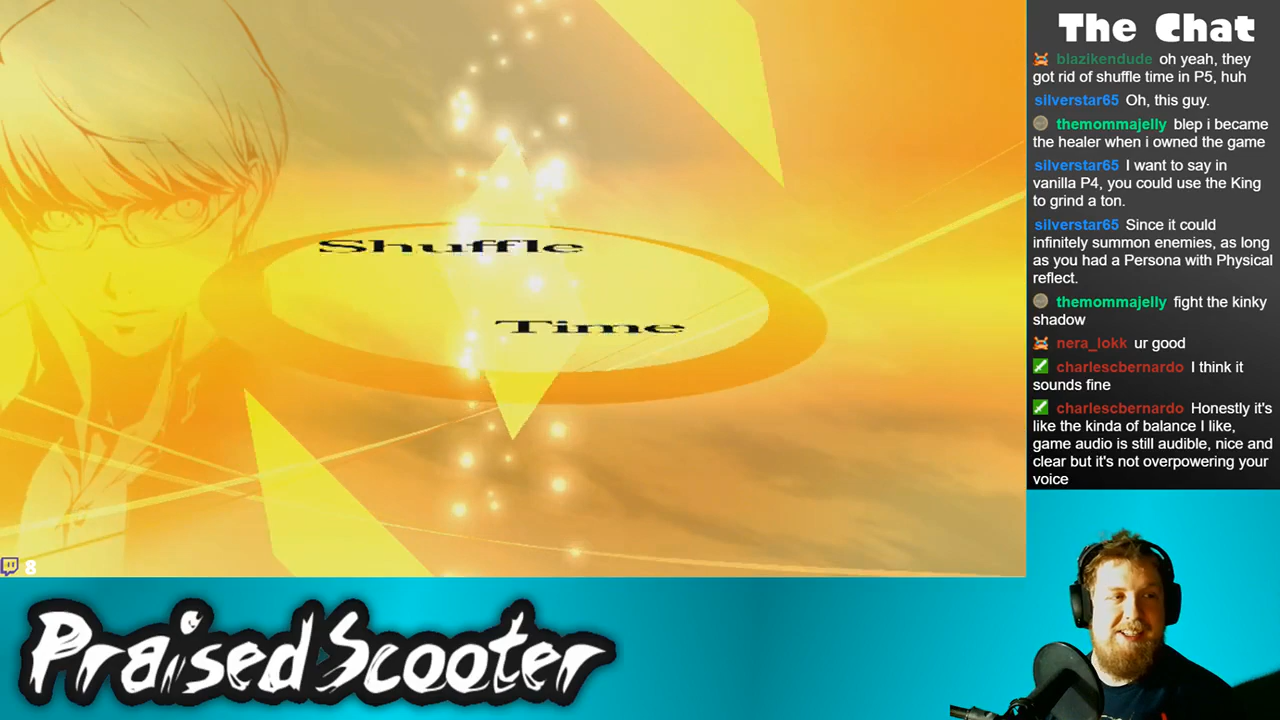 Shuffle
Time
8
PraisedScooter
The Chat
blazikendude oh yeah, they
got rid of shuffle time in P5, huh
silverstar65 Oh, this guy.
themommajelly blep i became
the healer when i owned the game
silverstar65 I want to say in
vanilla P4, you could use the King
to grind a ton.
silverstar65 Since it could
infinitely summon enemies, as long
as you had a Persona with Physical
reflect.
themommajelly fight the kinky
shadow
nera_lokk ur good
charlescbernardo I think it
sounds fine
charlescbernardo Honestly it's
like the kinda of balance I like,
game audio is still audible, nice and
clear but it's not overpowering your
voice